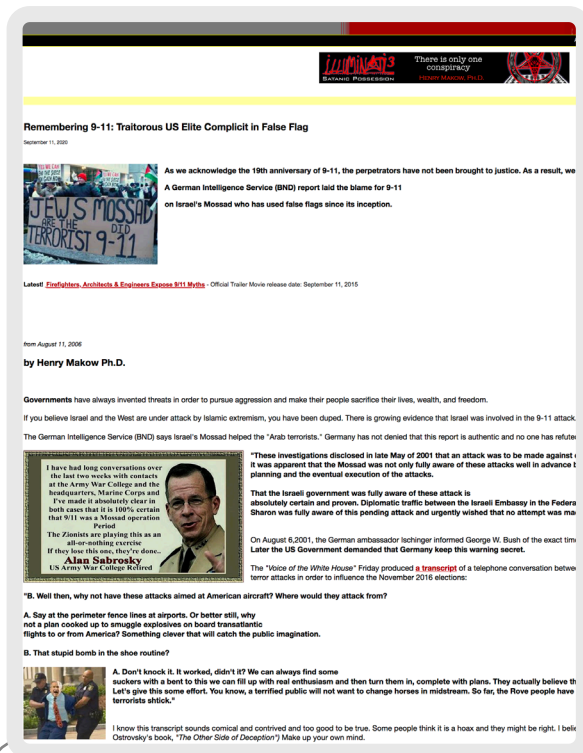 illuminati3
SATANIC POSSESSION
There is only one
conspiracy
HENRY MAKOW, PH.D.
Remembering 9-11: Traitorous US Elite Complicit in False Flag
September 11, 2020
As we acknowledge the 19th anniversary of 9-11, the perpetrators have not been brought to justice. As a result, we
A German Intelligence Service (BND) report laid the blame for 9-11
on Israel's Mossad who has used false flags since its inception.
JEWS
ARE THE
TERRORIST
MOSSAD
DID
9-11
Latest! Firefighters, Architects & Engineers Expose 9/11 Myths - Official Trailer Movie release date: September 11, 2015
from August 11, 2006
by Henry Makow Ph.D.
Governments have always invented threats in order to pursue aggression and make their people sacrifice their lives, wealth, and freedom.
If you believe Israel and the West are under attack by Islamic extremism, you have been duped. There is growing evidence that Israel was involved in the 9-11 attack.
The German Intelligence Service (BND) says Israel's Mossad helped the "Arab terrorists." Germany has not denied that this report is authentic and no one has refute
I have had long conversations over
the last two weeks with contacts
at the Army War College and the
headquarters, Marine Corps and
I've made it absolutely clear in
both cases that it is 100% certain
that 9/11 was a Mossad operation
Period
The Zionists are playing this as an
all-or-nothing exercise
If they lose this one, they're done..
Alan Sabrosky
US Army War College Retired
"These investigations disclosed in late May of 2001 that an attack was to be made against
it was apparent that the Mossad was not only fully aware of these attacks well in advance
planning and the eventual execution of the attacks.
That the Israeli government was fully aware of these attack is
absolutely certain and proven. Diplomatic traffic between the Israeli Embassy in the Federa
Sharon was fully aware of this pending attack and urgently wished that no attempt was ma
On August 6,2001, the German ambassador Ischinger informed George W. Bush of the exact tim
Later the US Government demanded that Germany keep this warning secret.
The "Voice of the White House" Friday produced a transcript of a telephone conversation betwe
terror attacks in order to influence the November 2016 elections:
"B. Well then, why not have these attacks aimed at American aircraft? Where would they attack from?
A. Say at the perimeter fence lines at airports. Or better still, why
not a plan cooked up to smuggle explosives on board transatlantic
flights to or from America? Something clever that will catch the public imagination.
B. That stupid bomb in the shoe routine?
A. Don't knock it. It worked, didn't it? We can always find some
suckers with a bent to this we can fill up with real enthusiasm and then turn them in, complete with plans. They actually believe th
Let's give this some effort. You know, a terrified public will not want to change horses in midstream. So far, the Rove people have
terrorists shtick."
I know this transcript sounds comical and contrived and too good to be true. Some people think it is a hoax and they might be right. I beli
Ostrovsky's book, "The Other Side of Deception") Make up your own mind.